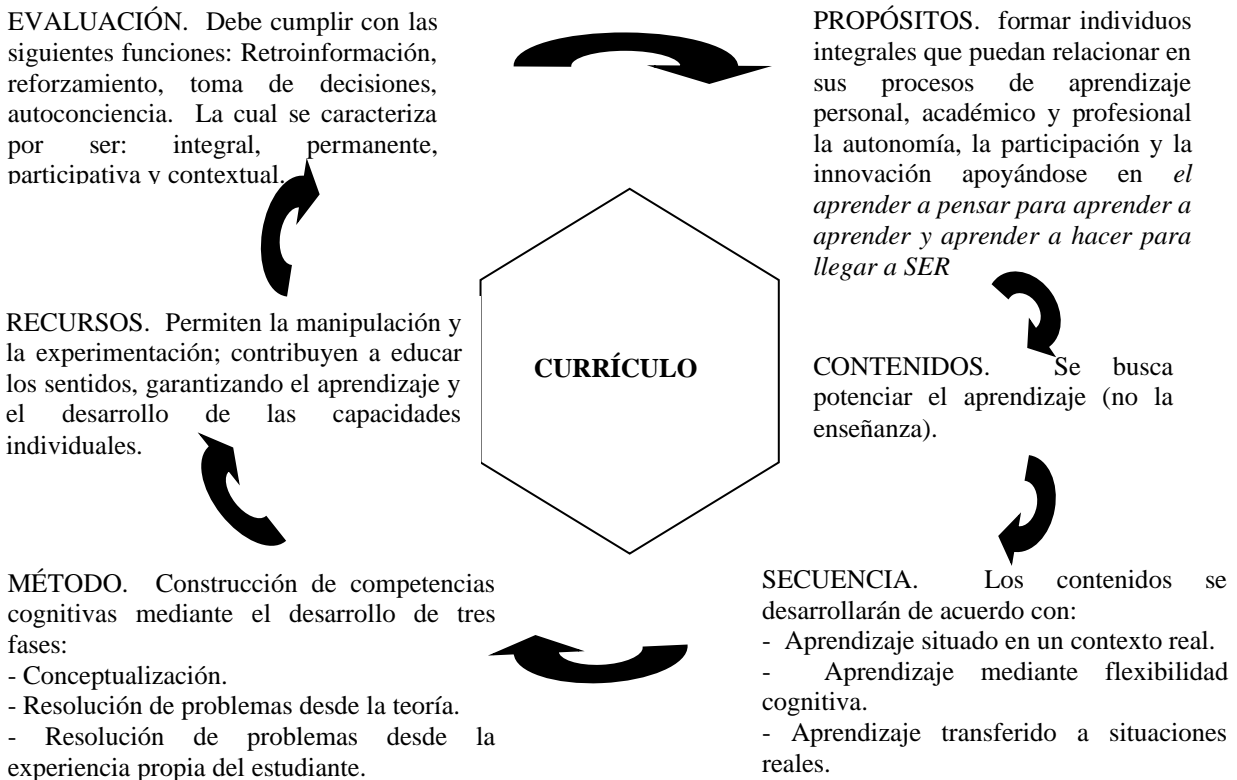 EVALUACIÓN. Debe cumplir con las
siguientes funciones: Retroinformación,
reforzamiento, toma de decisiones,
autoconciencia. La cual se caracteriza
por ser: integral, permanente,
participativa y contextual.
PROPÓSITOS. formar individuos
integrales que puedan relacionar en
sus procesos de aprendizaje
personal, académico y profesional
la autonomía, la participación y la
innovación apoyándose en el
aprender a pensar para aprender a
aprender y aprender a hacer para
llegar a SER
RECURSOS. Permiten la manipulación y
la experimentación; contribuyen a educar
los sentidos, garantizando el aprendizaje y
el desarrollo de las capacidades
individuales.
CURRÍCULO
CONTENIDOS. Se busca
potenciar el aprendizaje (no la
enseñanza).
MÉTODO. Construcción de competencias
cognitivas mediante el desarrollo de tres
fases:
- Conceptualización.
- Resolución de problemas desde la teoría.
- Resolución de problemas desde la
experiencia propia del estudiante.
SECUENCIA. Los contenidos se
desarrollarán de acuerdo con:
- Aprendizaje situado en un contexto real.
- Aprendizaje mediante flexibilidad
cognitiva.
- Aprendizaje transferido a situaciones
reales.